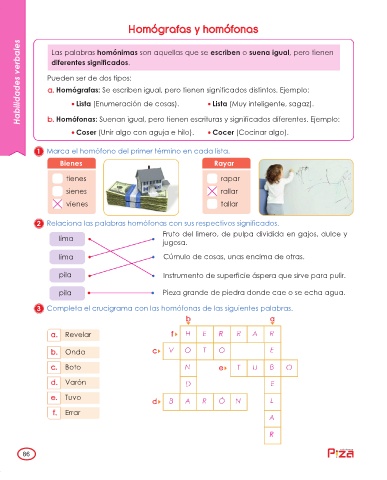 Homógrafas y homófonas
Habilidades verbales
Las palabras homónimas son aquellas que se escriben o suena igual, pero tienen
diferentes significados.
Pueden ser de dos tipos:
a. Homógrafas: Se escriben igual, pero tienen significados distintos. Ejemplo:
• Lista (Enumeración de cosas). • Lista (Muy inteligente, sagaz).
b. Homófonas: Suenan igual, pero tienen escrituras y significados diferentes. Ejemplo:
• Coser (Unir algo con aguja e hilo). • Cocer (Cocinar algo).
1 Marca el homófono del primer término en cada lista.
Bienes Rayar
tienes rapar
sienes rallar
vienes tallar
2 Relaciona las palabras homófonas con sus respectivos significados.
lima Fruto del limero, de pulpa dividida en gajos, dulce y
jugosa.
lima Cúmulo de cosas, unas encima de otras.
pila Instrumento de superficie áspera que sirve para pulir.
pila Pieza grande de piedra donde cae o se echa agua.
3 Completa el crucigrama con las homófonas de las siguientes palabras.
b a
a. Revelar f H E R R A R
b. Onda c V O T O E
c. Boto N e T U B O
d. Varón D E
e. Tuvo d B A R Ó N L
f. Errar A
R
86
Piza